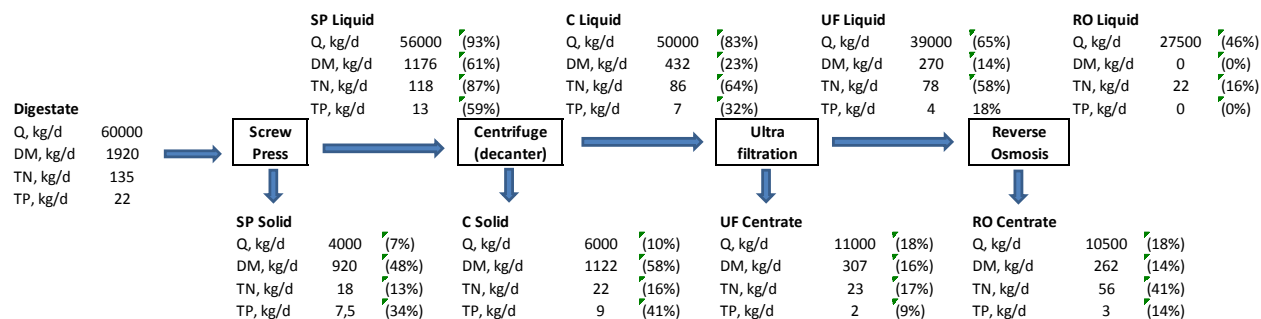 SP Liquid
Q, kg/d 56000 (93%)
DM, kg/d 1176 (61%)
TN, kg/d 118 (87%)
TP, kg/d 13 (59%)
C Liquid
Q, kg/d 50000 (83%)
DM, kg/d 432 (23%)
TN, kg/d 86 (64%)
TP, kg/d 7 (32%)
UF Liquid
Q, kg/d 39000 (65%)
DM, kg/d 270 (14%)
TN, kg/d 78 (58%)
TP, kg/d 4 18%
RO Liquid
Q, kg/d 27500 (46%)
DM, kg/d 0 (0%)
TN, kg/d 22 (16%)
TP, kg/d 0 (0%)
Digestate
Q, kg/d 60000
DM, kg/d 1920
TN, kg/d 135
TP, kg/d 22
Screw
Press
Centrifuge
(decanter)
Ultra
filtration
Reverse
Osmosis
SP Solid
Q, kg/d 4000 (7%)
DM, kg/d 920 (48%)
TN, kg/d 18 (13%)
TP, kg/d 7,5 (34%)
C Solid
Q, kg/d 6000 (10%)
DM, kg/d 1122 (58%)
TN, kg/d 22 (16%)
TP, kg/d 9 (41%)
UF Centrate
Q, kg/d 11000 (18%)
DM, kg/d 307 (16%)
TN, kg/d 23 (17%)
TP, kg/d 2 (9%)
RO Centrate
Q, kg/d 10500 (18%)
DM, kg/d 262 (14%)
TN, kg/d 56 (41%)
TP, kg/d 3 (14%)